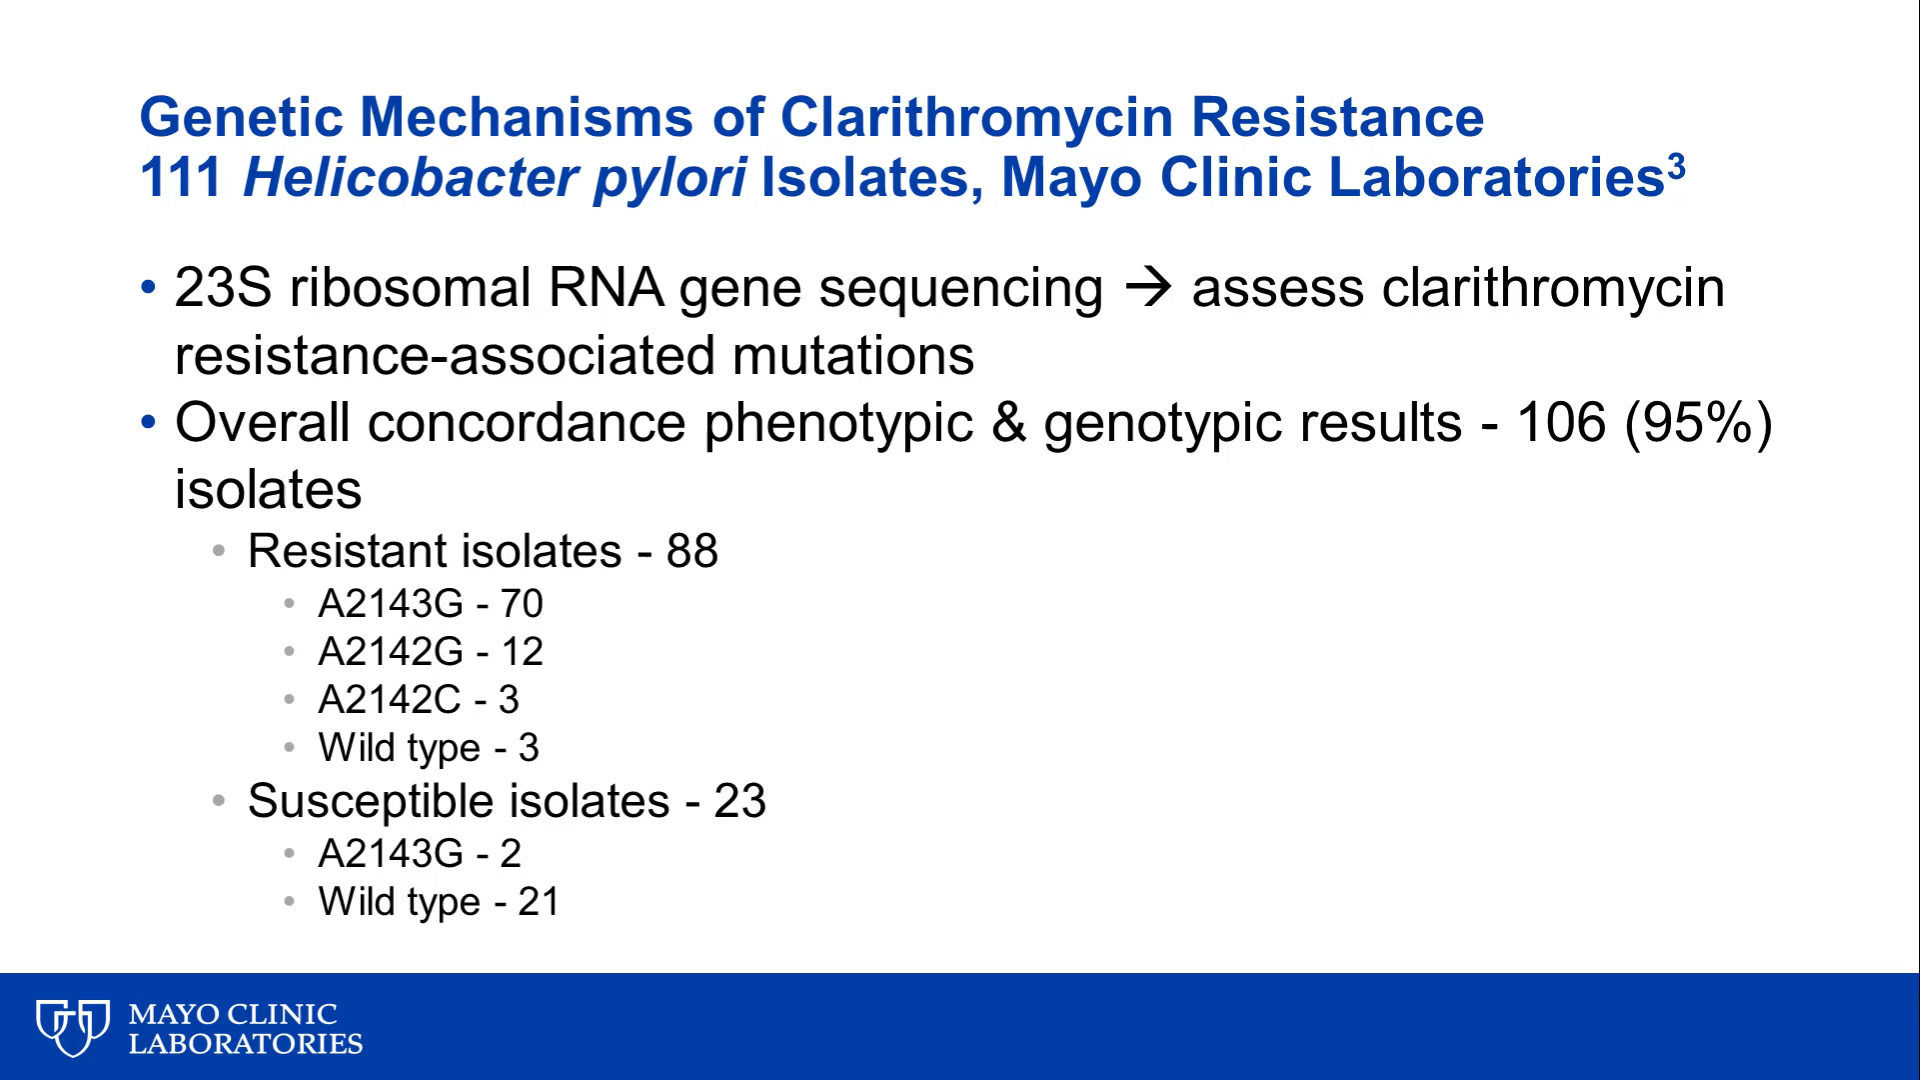 Genetic Mechanisms of Clarithromycin Resistance
111 Helicobacter pylori Isolates, Mayo Clinic Laboratories³
• 23S ribosomal RNA gene sequencing → assess clarithromycin
resistance-associated mutations
• Overall concordance phenotypic & genotypic results - 106 (95%)
isolates
• Resistant isolates - 88
• A2143G - 70
• A2142G - 12
• A2142C - 3
• Wild type - 3
• Susceptible isolates - 23
• A2143G - 2
• Wild type - 21
MAYO CLINIC
LABORATORIES